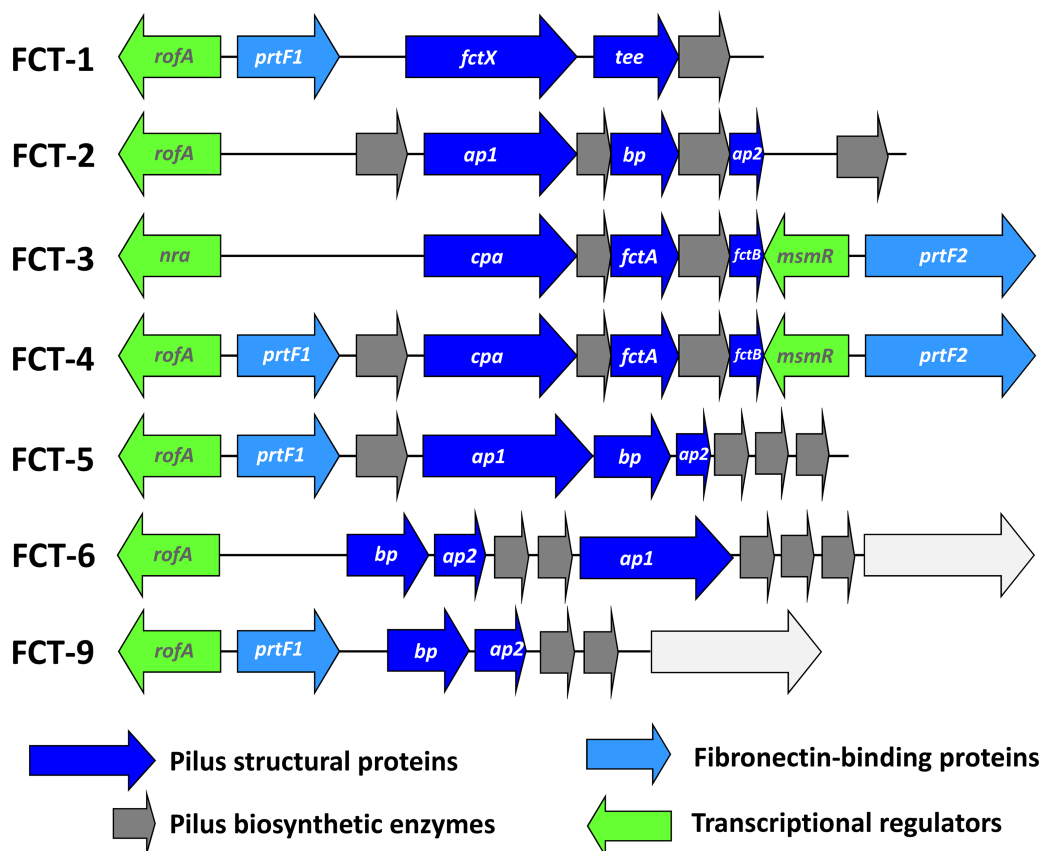 FCT-1 rofA prtF1 fctX tee
FCT-2 rofA ap1 bp ap2
FCT-3 nra cpa fctA fctB msmR prtF2
FCT-4 rofA prtF1 cpa fctA fctB msmR prtF2
FCT-5 rofA prtF1 ap1 bp ap2
FCT-6 rofA bp ap2 ap1
FCT-9 rofA prtF1 bp ap2
Pilus structural proteins
Fibronectin-binding proteins
Pilus biosynthetic enzymes
Transcriptional regulators